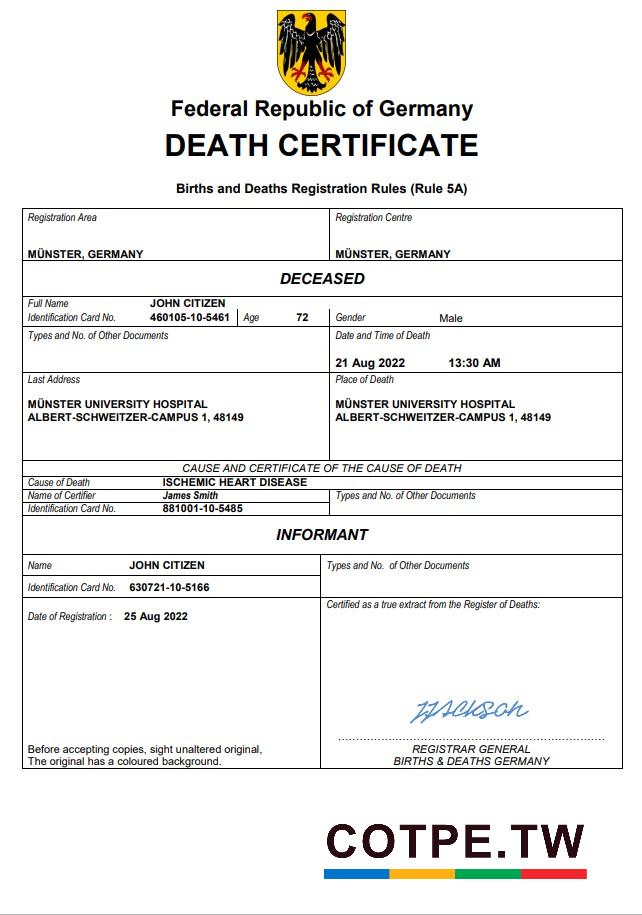 Federal Republic of Germany
DEATH CERTIFICATE
Births and Deaths Registration Rules (Rule 5A)
Registration Area
Registration Centre
MÜNSTER, GERMANY
MÜNSTER, GERMANY
DECEASED
Full Name JOHN CITIZEN
Identification Card No. 460105-10-5461 Age 72 Gender Male
Types and No. of Other Documents
Date and Time of Death
21 Aug 2022 13:30 AM
Last Address
MÜNSTER UNIVERSITY HOSPITAL
ALBERT-SCHWEITZER-CAMPUS 1, 48149
Place of Death
MÜNSTER UNIVERSITY HOSPITAL
ALBERT-SCHWEITZER-CAMPUS 1, 48149
CAUSE AND CERTIFICATE OF THE CAUSE OF DEATH
Cause of Death ISCHEMIC HEART DISEASE
Name of Certifier James Smith
Identification Card No. 881001-10-5485
Types and No. of Other Documents
INFORMANT
Name JOHN CITIZEN
Identification Card No. 630721-10-5166
Types and No. of Other Documents
Date of Registration : 25 Aug 2022
Certified as a true extract from the Register of Deaths:
Before accepting copies, sight unaltered original,
The original has a coloured background.
REGISTRAR GENERAL
BIRTHS & DEATHS GERMANY
COTPE.TW